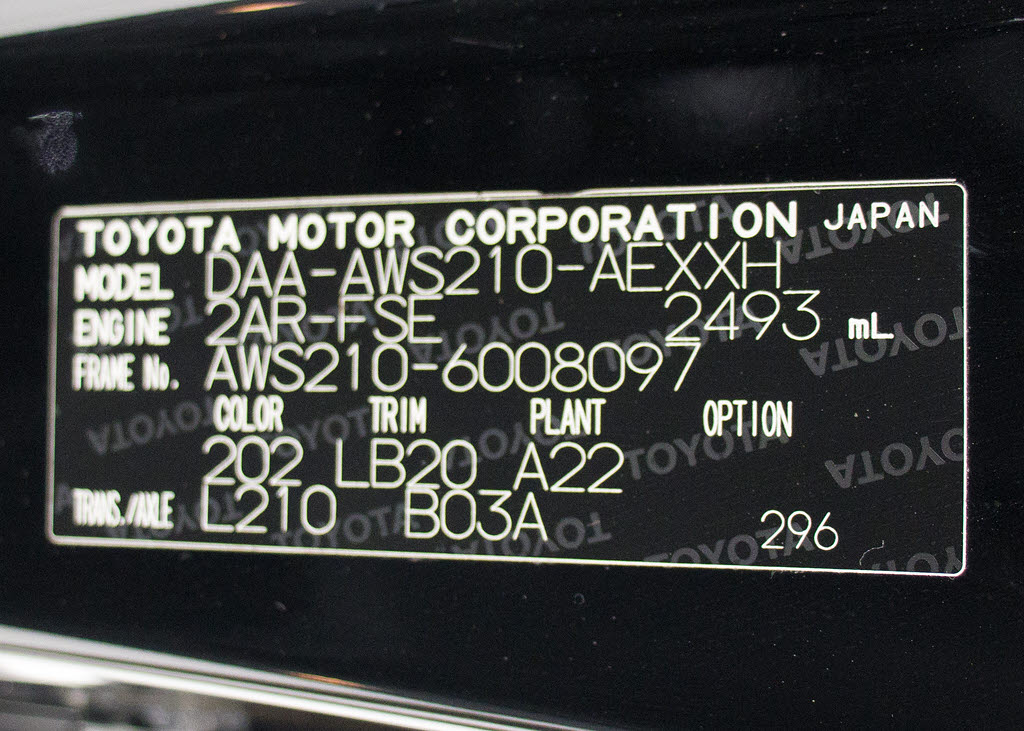 TOYOTA MOTOR CORPORATION JAPAN
MODEL DAA-AWS210-AEXXH
ENGINE 2AR-FSE 2493 mL
FRAME No. AWS210-6008097
COLOR TRIM PLANT OPTION
202 LB20 A22
TRANS./AXLE L210 B03A 296